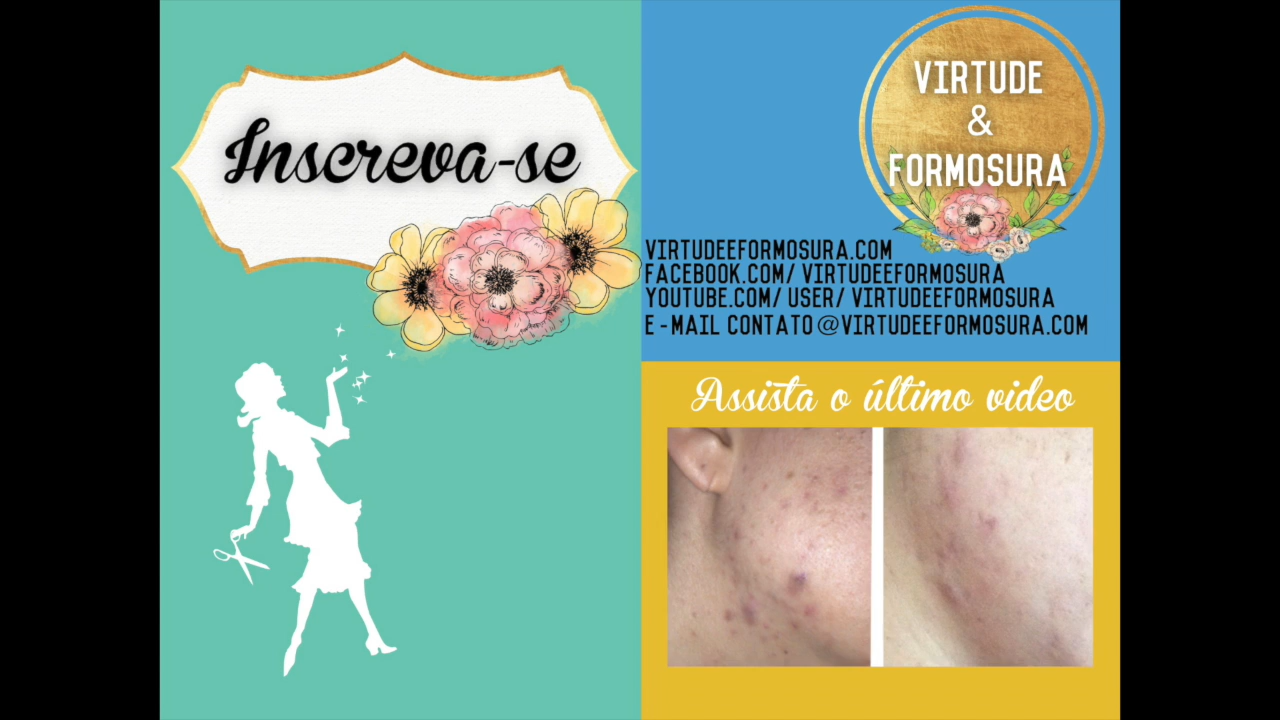 Inscreva-se
VIRTUDE
&
FORMOSURA
VIRTUDEEFORMOSURA.COM
FACEBOOK.COM/ VIRTUDEEFORMOSURA
YOUTUBE.COM/ USER/ VIRTUDEEFORMOSURA
E-MAIL CONTATO@VIRTUDEEFORMOSURA.COM
Assista o último video